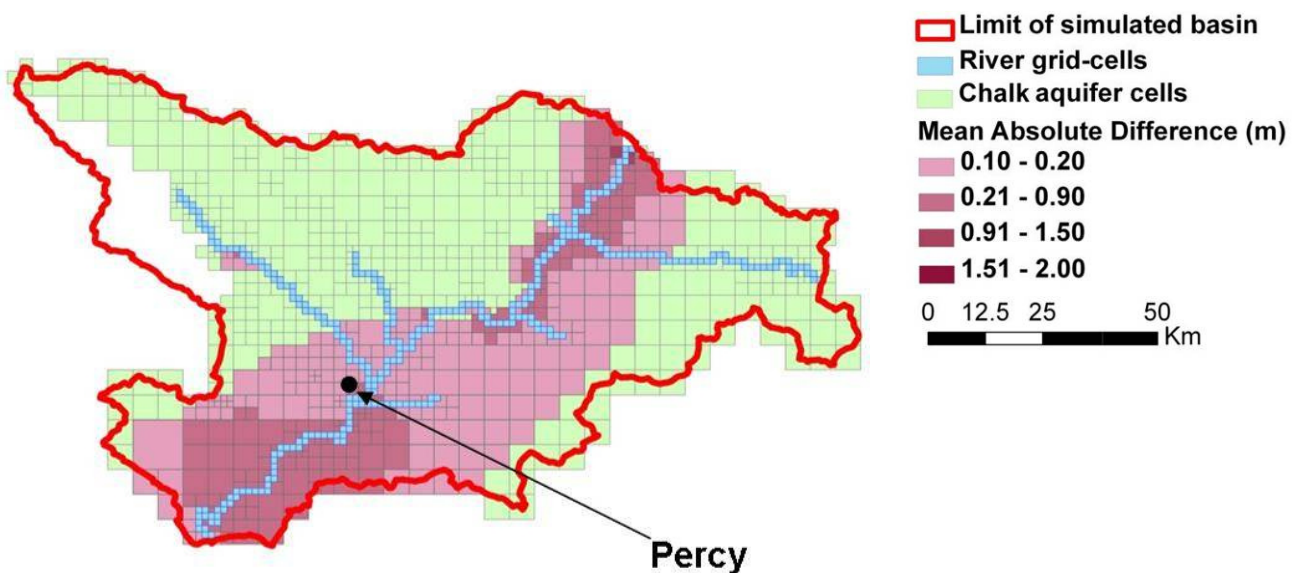 Limit of simulated basin
River grid-cells
Chalk aquifer cells
Mean Absolute Difference (m)
0.10 - 0.20
0.21 - 0.90
0.91 - 1.50
1.51 - 2.00
0 12.5 25 50
Km
Percy